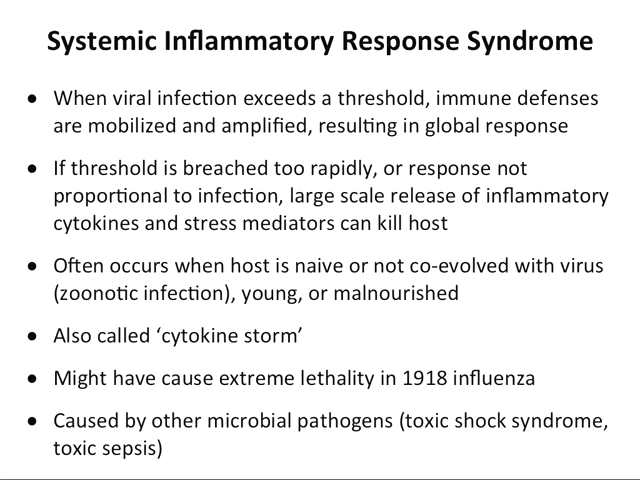 Systemic Inflammatory Response Syndrome
● When viral infection exceeds a threshold, immune defenses
are mobilized and amplified, resulting in global response
● If threshold is breached too rapidly, or response not
proportional to infection, large scale release of inflammatory
cytokines and stress mediators can kill host
● Often occurs when host is naive or not co-evolved with virus
(zoonotic infection), young, or malnourished
● Also called ‘cytokine storm’
● Might have cause extreme lethality in 1918 influenza
● Caused by other microbial pathogens (toxic shock syndrome,
toxic sepsis)